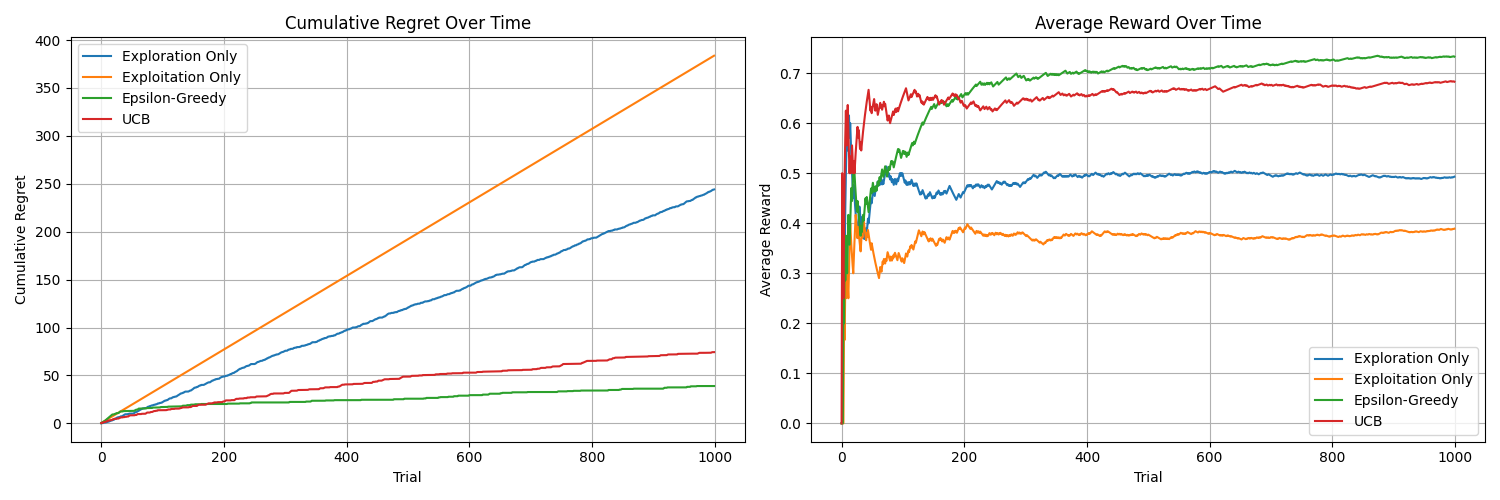 Cumulative Regret Over Time
Cumulative Regret
400
350
300
250
200
150
100
50
0
Exploration Only
Exploitation Only
Epsilon-Greedy
UCB
0 200 400 600 800 1000
Trial
Average Reward Over Time
Average Reward
0.7
0.6
0.5
0.4
0.3
0.2
0.1
0.0
Exploration Only
Exploitation Only
Epsilon-Greedy
UCB
0 200 400 600 800 1000
Trial